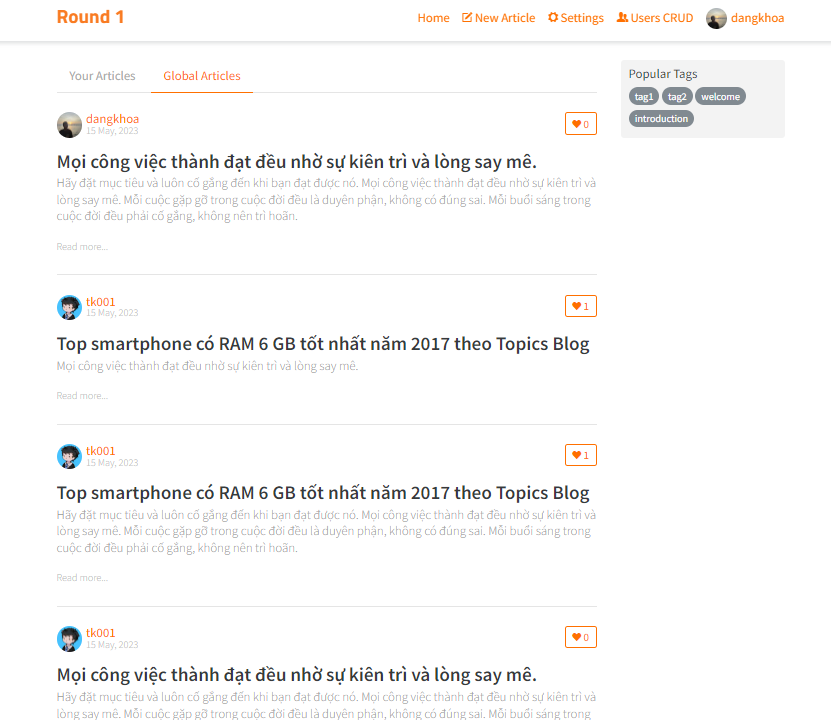 Round 1
Home New Article Settings Users CRUD dangkhoa
Your Articles Global Articles
Popular Tags
tag1 tag2 welcome
introduction
dangkhoa
15 May, 2023
0
Mọi công việc thành đạt đều nhờ sự kiên trì và lòng say mê.
Hãy đặt mục tiêu và luôn cố gắng đến khi bạn đạt được nó. Mọi công việc thành đạt đều nhờ sự kiên trì và
lòng say mê. Mỗi cuộc gặp gỡ trong cuộc đời đều là duyên phận, không có đúng sai. Mỗi buổi sáng trong
cuộc đời đều phải cố gắng, không nên trì hoãn.
Read more...
tk001
15 May, 2023
1
Top smartphone có RAM 6 GB tốt nhất năm 2017 theo Topics Blog
Mọi công việc thành đạt đều nhờ sự kiên trì và lòng say mê.
Read more...
tk001
15 May, 2023
1
Top smartphone có RAM 6 GB tốt nhất năm 2017 theo Topics Blog
Hãy đặt mục tiêu và luôn cố gắng đến khi bạn đạt được nó. Mọi công việc thành đạt đều nhờ sự kiên trì và
lòng say mê. Mỗi cuộc gặp gỡ trong cuộc đời đều là duyên phận, không có đúng sai. Mỗi buổi sáng trong
cuộc đời đều phải cố gắng, không nên trì hoãn.
Read more...
tk001
15 May, 2023
0
Mọi công việc thành đạt đều nhờ sự kiên trì và lòng say mê.
Hãy đặt mục tiêu và luôn cố gắng đến khi bạn đạt được nó. Mọi công việc thành đạt đều nhờ sự kiên trì và
lòng say mê. Mỗi cuộc gặp gỡ trong cuộc đời đều là duyên phận, không có đúng sai. Mỗi buổi sáng trong